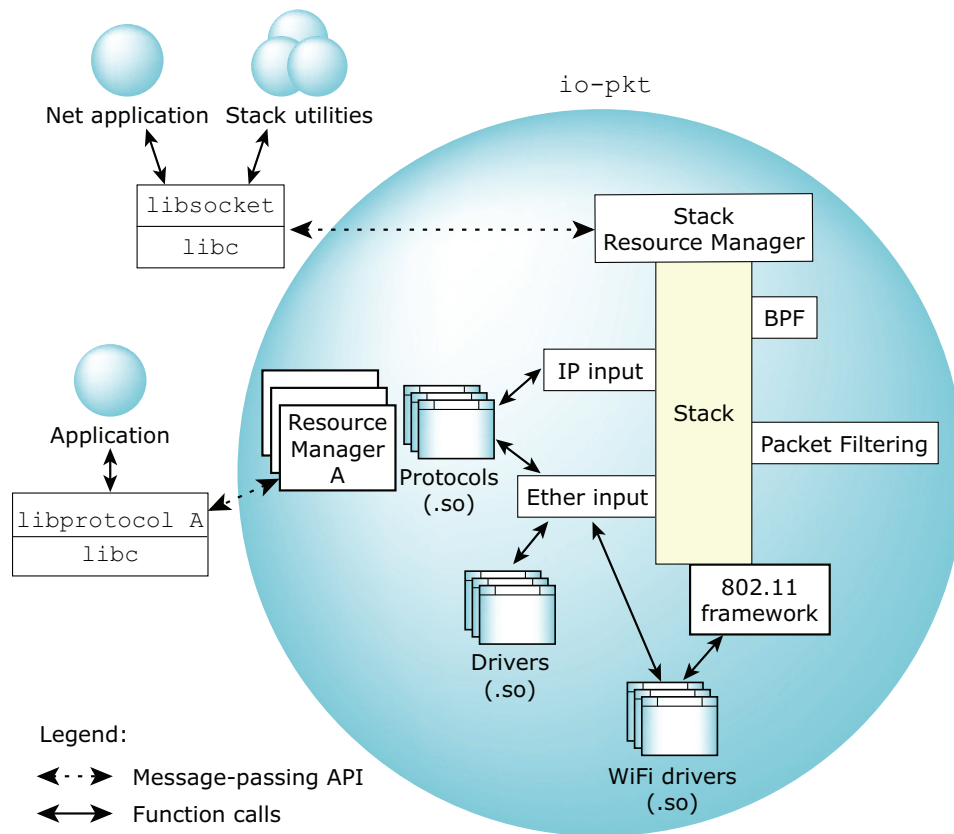 io-pkt
Net application
Stack utilities
libsocket
libc
Stack
Resource Manager
BPF
IP input
Stack
Application
Resource
Manager
A
Protocols
(.so)
Packet Filtering
Ether input
libprotocol A
libc
802.11
framework
Drivers
(.so)
WiFi drivers
(.so)
Legend:
Message-passing API
Function calls